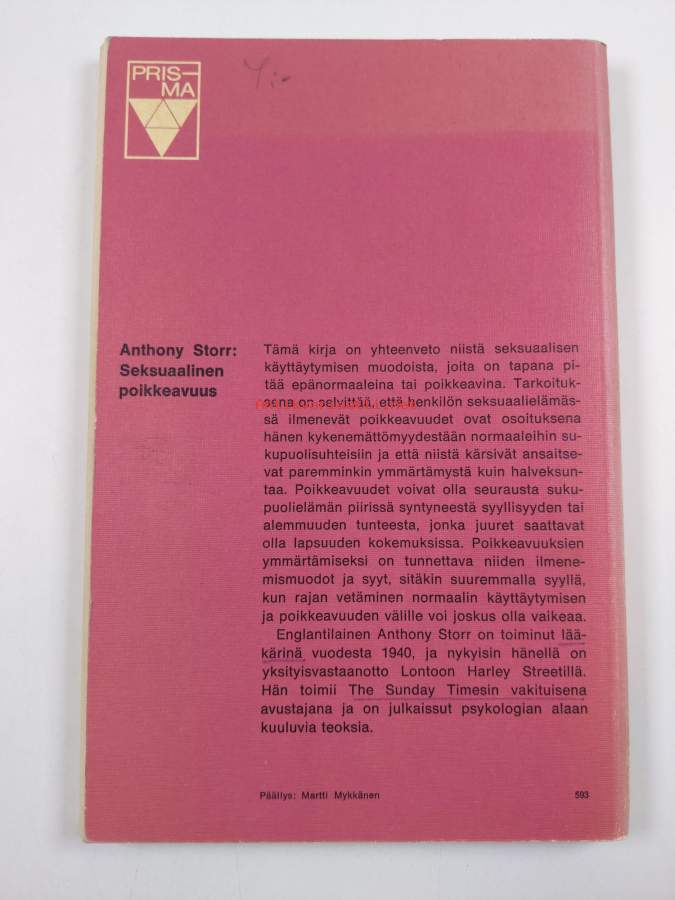 PRIS-
MA
4:-
Anthony Storr:
Seksuaalinen
poikkeavuus
Tämä kirja on yhteenveto niistä seksuaalisen
käyttäytymisen muodoista, joita on tapana pi-
tää epänormaaleina tai poikkeavina. Tarkoituk-
sena on selvittää, että henkilön seksuaalielämäs-
sä ilmenevät poikkeavuudet ovat osoituksena
hänen kykenemättömyydestään normaaleihin su-
kupuolisuhteisiin ja että niistä kärsivät ansaitse-
vat paremminkin ymmärtämystä kuin halveksun-
taa. Poikkeavuudet voivat olla seurausta suku-
puolielämän piirissä syntyneestä syyllisyyden tai
alemmuuden tunteesta, jonka juuret saattavat
olla lapsuuden kokemuksissa. Poikkeavuuksien
ymmärtämiseksi on tunnettava niiden ilmene-
mismuodot ja syyt, sitäkin suuremmalla syyllä,
kun rajan vetäminen normaalin käyttäytymisen
ja poikkeavuuden välille voi joskus olla vaikeaa.
Englantilainen Anthony Storr on toiminut lää-
kärinä vuodesta 1940, ja nykyisin hänellä on
yksityisvastaanotto Lontoon Harley Streetillä.
Hän toimii The Sunday Timesin vakituisena
avustajana ja on julkaissut psykologian alaan
kuuluvia teoksia.
Päällys: Martti Mykkänen
593